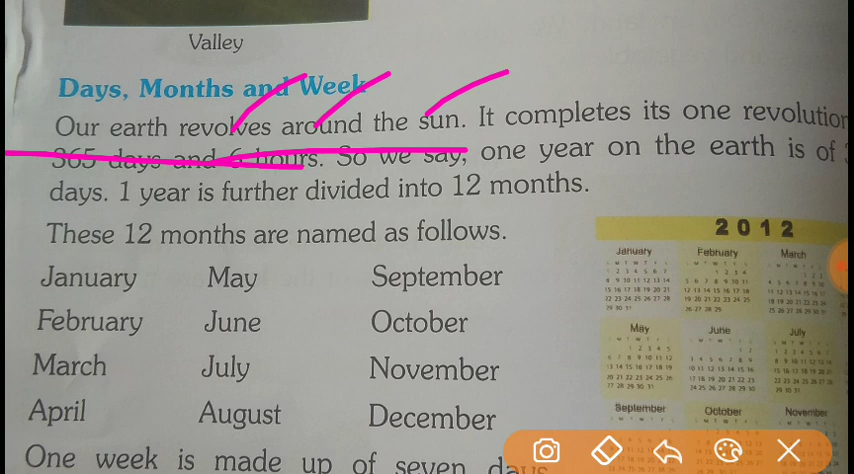 Valley
Days, Months and Week
Our earth revolves around the sun. It completes its one revolution
365 days and 6 hours. So we say, one year on the earth is of 3
days. 1 year is further divided into 12 months.
These 12 months are named as follows.
January May September
February June October
March July November
April August December
One week is made up of seven days
2012
January February March
May June July
September October November